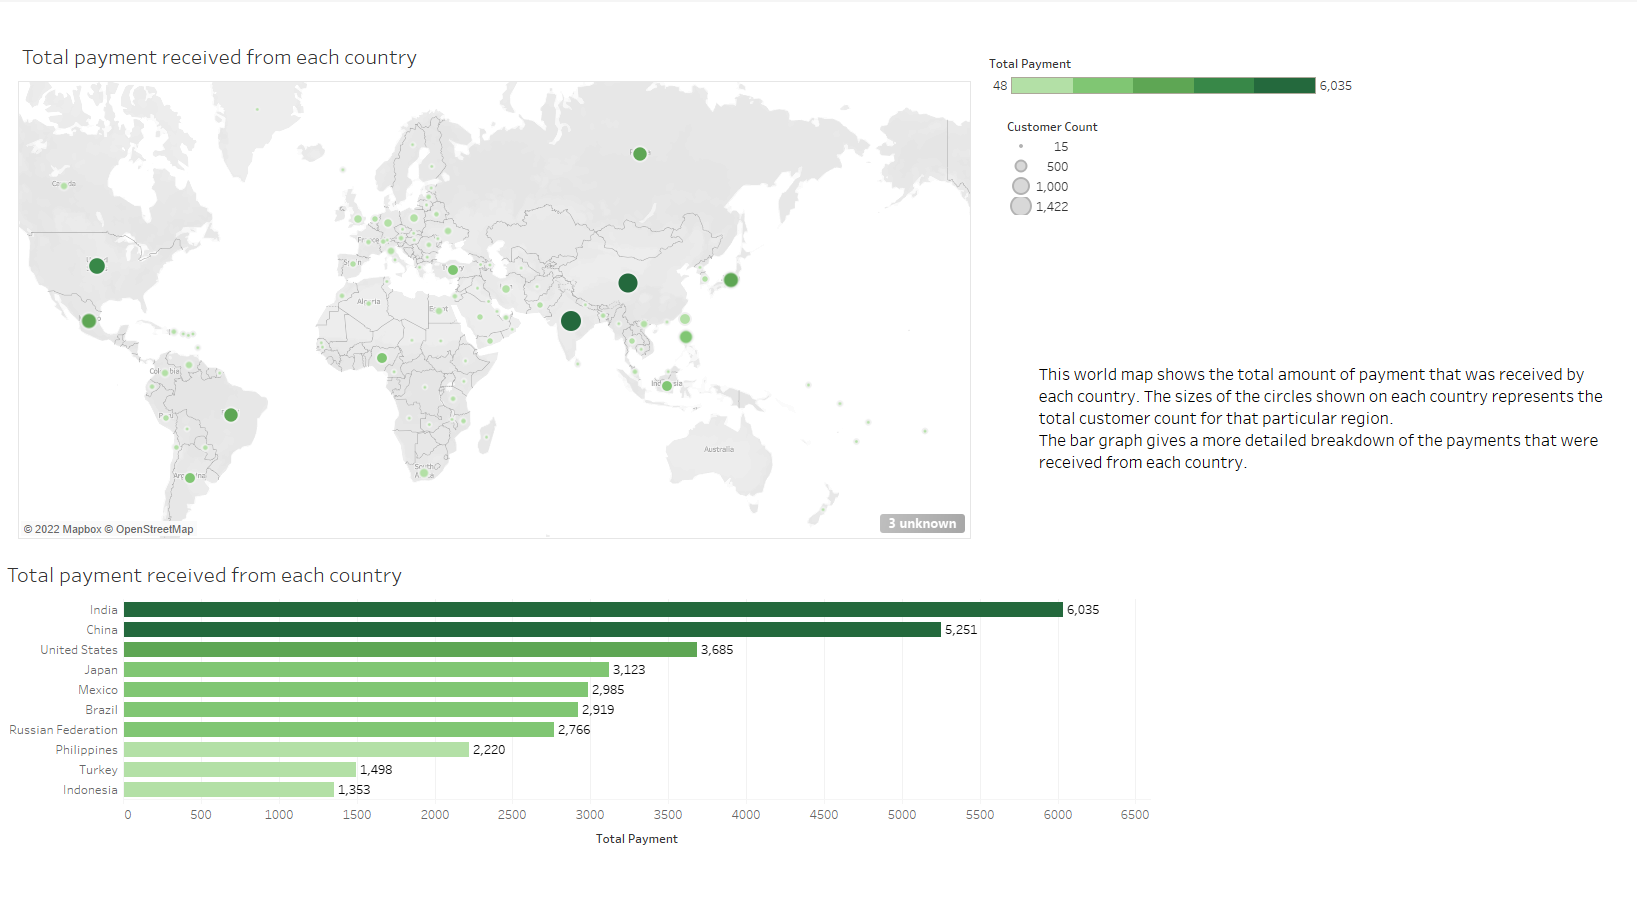 Total payment received from each country
Total Payment
48 6,035
Customer Count
15
500
1,000
1,422
Algeria
Australia
This world map shows the total amount of payment that was received by
each country. The sizes of the circles shown on each country represents the
total customer count for that particular region.
The bar graph gives a more detailed breakdown of the payments that were
received from each country.
© 2022 Mapbox © OpenStreetMap
3 unknown
Total payment received from each country
India 6,035
China 5,251
United States 3,685
Japan 3,123
Mexico 2,985
Brazil 2,919
Russian Federation 2,766
Philippines 2,220
Turkey 1,498
Indonesia 1,353
0 500 1000 1500 2000 2500 3000 3500 4000 4500 5000 5500 6000 6500
Total Payment